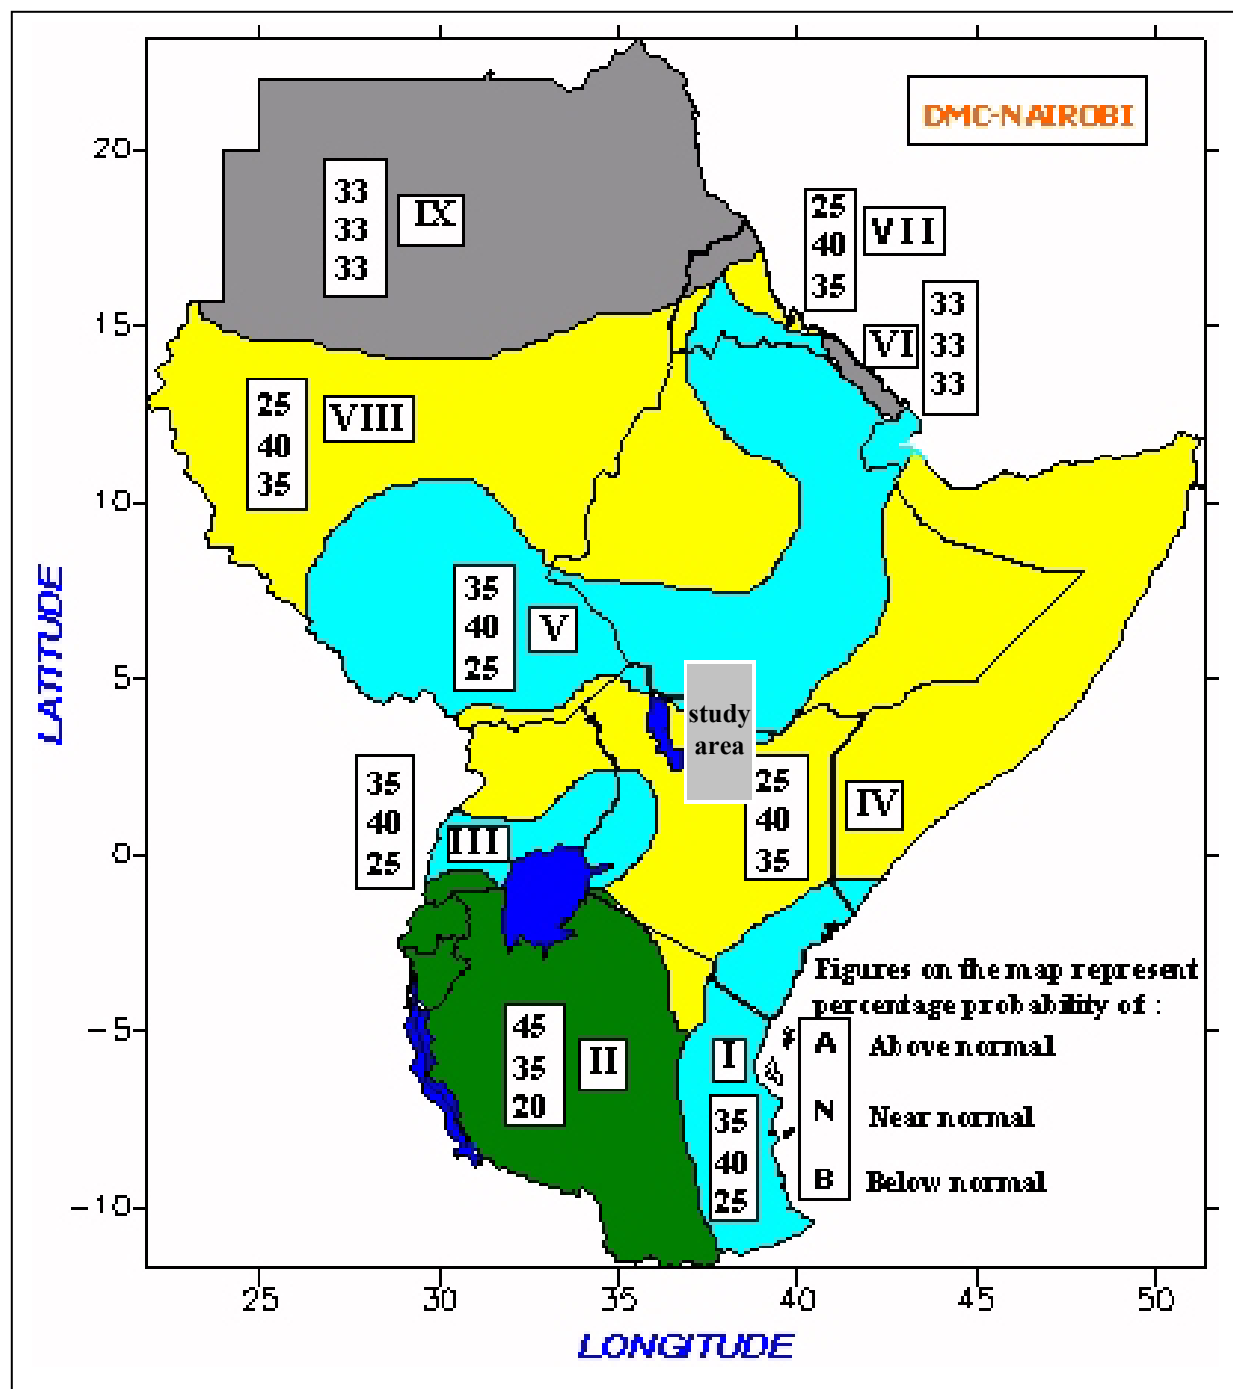 DMC-NAIROBI
20
15
10
5
0
-5
-10
LATITUDE
33
33
33
IX
25
40
35
VII
VI
33
33
33
25
40
35
VIII
35
40
25
V
study
area
35
40
25
III
25
40
35
IV
45
35
20
II
I
35
40
25
Figures on the map represent
percentage probability of :
A Above normal
N Near normal
B Below normal
25 30 35 40 45 50
LONGITUDE